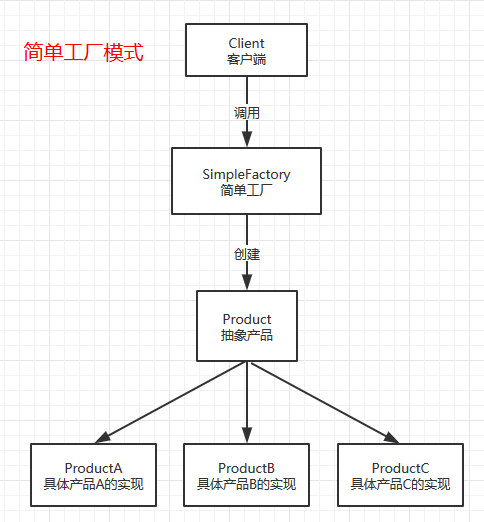 简单工厂模式
Client
客户端
调用
SimpleFactory
简单工厂
创建
Product
抽象产品
ProductA
具体产品A的实现
ProductB
具体产品B的实现
ProductC
具体产品C的实现